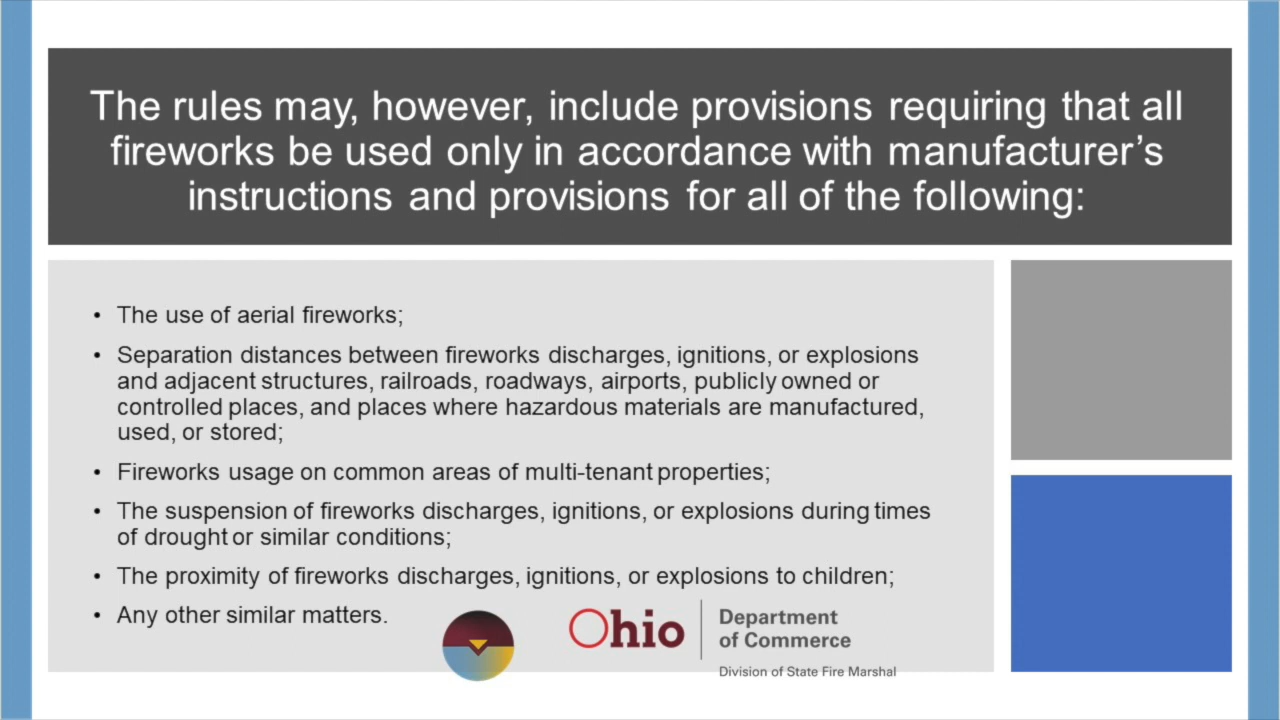 The rules may, however, include provisions requiring that all
fireworks be used only in accordance with manufacturer’s
instructions and provisions for all of the following:
• The use of aerial fireworks;
• Separation distances between fireworks discharges, ignitions, or explosions
and adjacent structures, railroads, roadways, airports, publicly owned or
controlled places, and places where hazardous materials are manufactured,
used, or stored;
• Fireworks usage on common areas of multi-tenant properties;
• The suspension of fireworks discharges, ignitions, or explosions during times
of drought or similar conditions;
• The proximity of fireworks discharges, ignitions, or explosions to children;
• Any other similar matters.
Ohio
Department
of Commerce
Division of State Fire Marshal